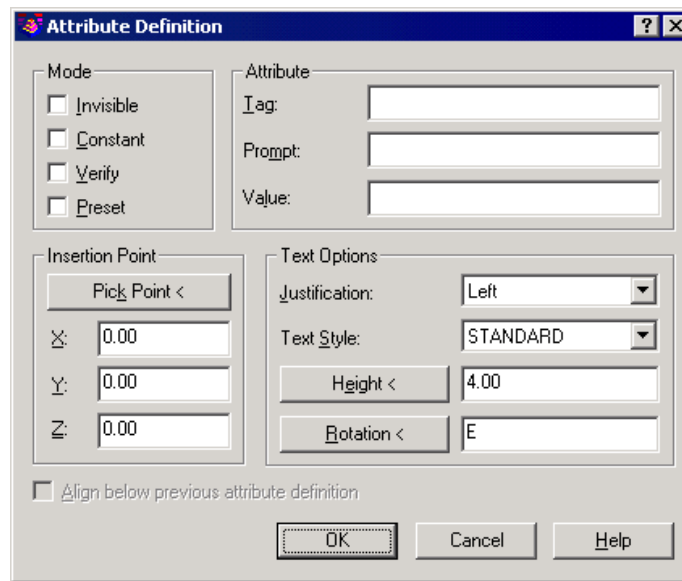 Attribute Definition
Mode
Invisible
Constant
Verify
Preset
Attribute
Tag:
Prompt:
Value:
Insertion Point
Pick Point <
X: 0.00
Y: 0.00
Z: 0.00
Text Options
Justification: Left
Text Style: STANDARD
Height < 4.00
Rotation < E
Align below previous attribute definition
OK Cancel Help